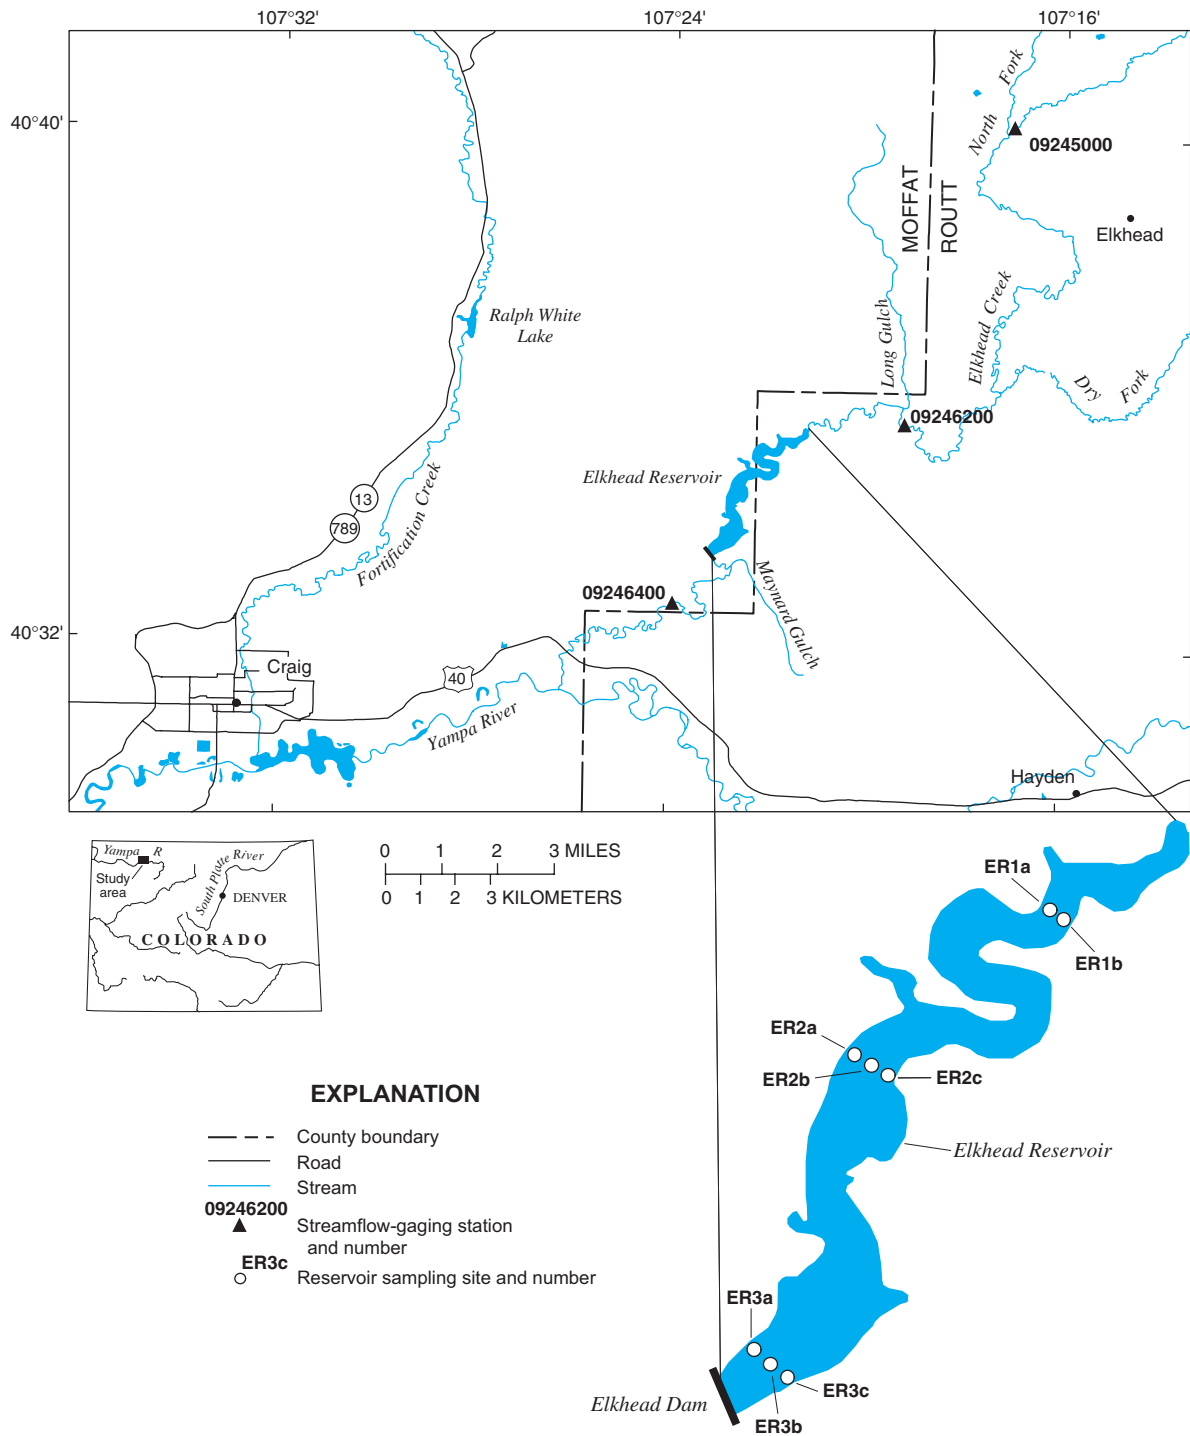 107°32'
107°24'
107°16'
40°40'
North Fork
09245000
MOFFAT
ROUTT
Elkhead
Ralph White
Lake
Long Gulch
Elkhead Creek
Dry Fork
09246200
Elkhead Reservoir
13
789
Fortification Creek
Maynard Gulch
09246400
40°32'
Craig
40
Yampa River
Hayden
Yampa R
Study
area
South Platte River
DENVER
COLORADO
0 1 2 3 MILES
0 1 2 3 KILOMETERS
ER1a
ER1b
ER2a
ER2b
ER2c
Elkhead Reservoir
ER3a
ER3c
ER3b
Elkhead Dam
EXPLANATION
County boundary
Road
Stream
09246200
Streamflow-gaging station
and number
ER3c
Reservoir sampling site and number